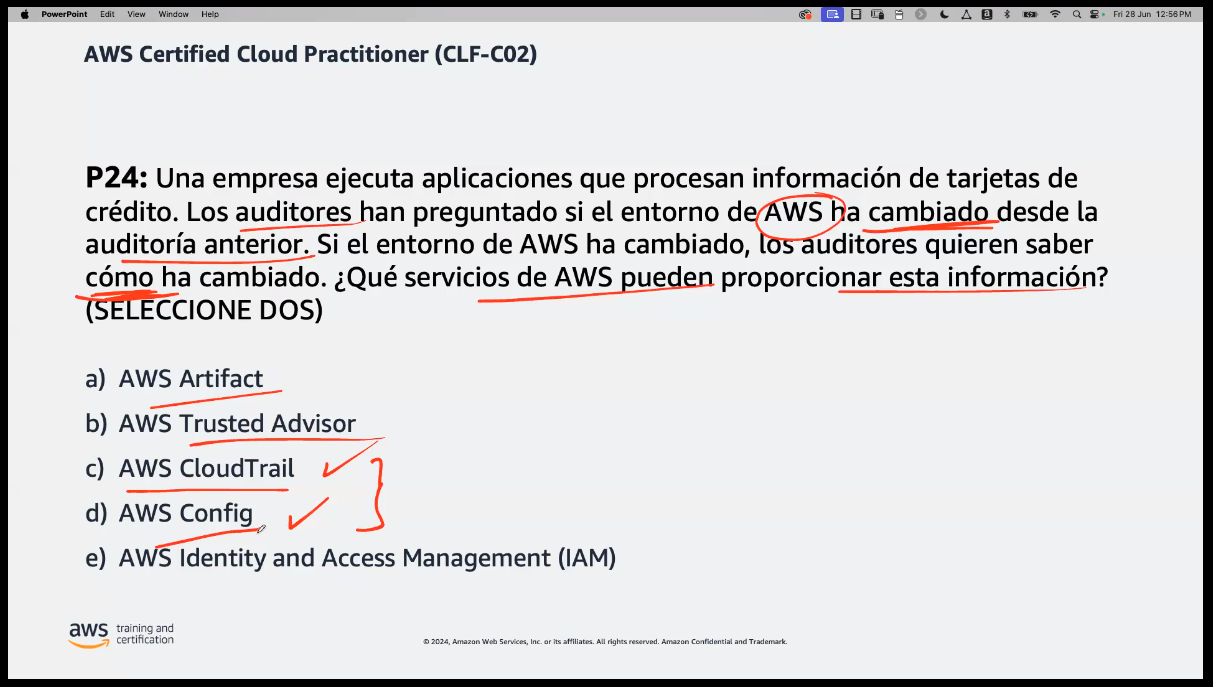 PowerPoint Edit View Window Help Fri 28 Jun 12:56 PM
AWS Certified Cloud Practitioner (CLF-C02)
P24: Una empresa ejecuta aplicaciones que procesan información de tarjetas de
crédito. Los auditores han preguntado si el entorno de AWS ha cambiado desde la
auditoría anterior. Si el entorno de AWS ha cambiado, los auditores quieren saber
cómo ha cambiado. ¿Qué servicios de AWS pueden proporcionar esta información?
(SELECCIONE DOS)
a) AWS Artifact
b) AWS Trusted Advisor
c) AWS CloudTrail
d) AWS Config
e) AWS Identity and Access Management (IAM)
aws training and
certification
© 2024, Amazon Web Services, Inc. or its affiliates. All rights reserved. Amazon Confidential and Trademark.